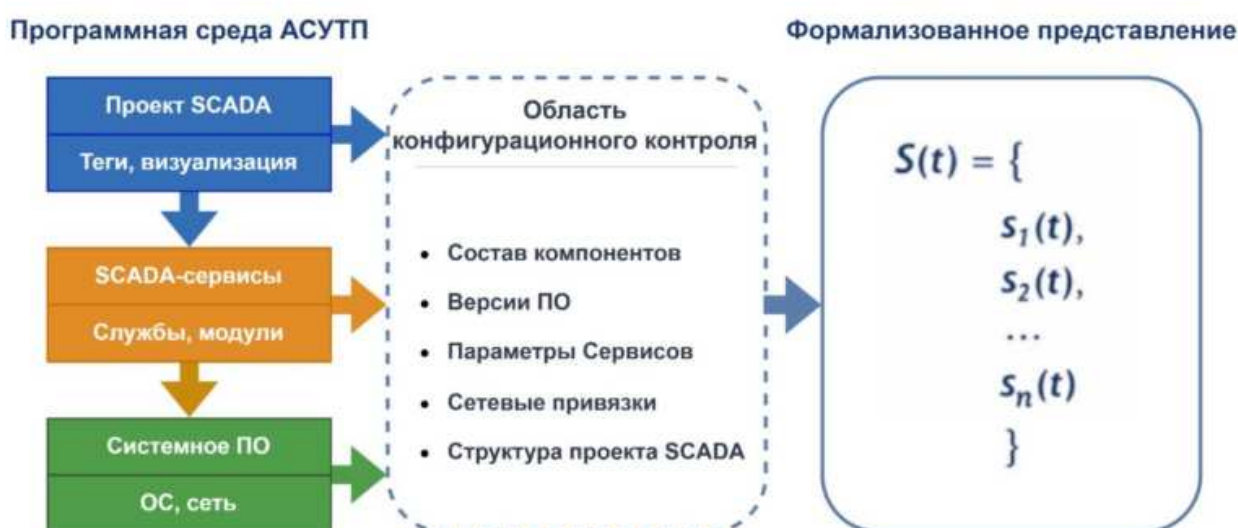 Программная среда АСУТП
Проект SCADA
Теги, визуализация
SCADA-сервисы
Службы, модули
Системное ПО
ОС, сеть
Область
конфигурационного контроля
• Состав компонентов
• Версии ПО
• Параметры Сервисов
• Сетевые привязки
• Структура проекта SCADA
Формализованное представление
S(t) = {
s₁(t),
s₂(t),
...
sₙ(t)
}